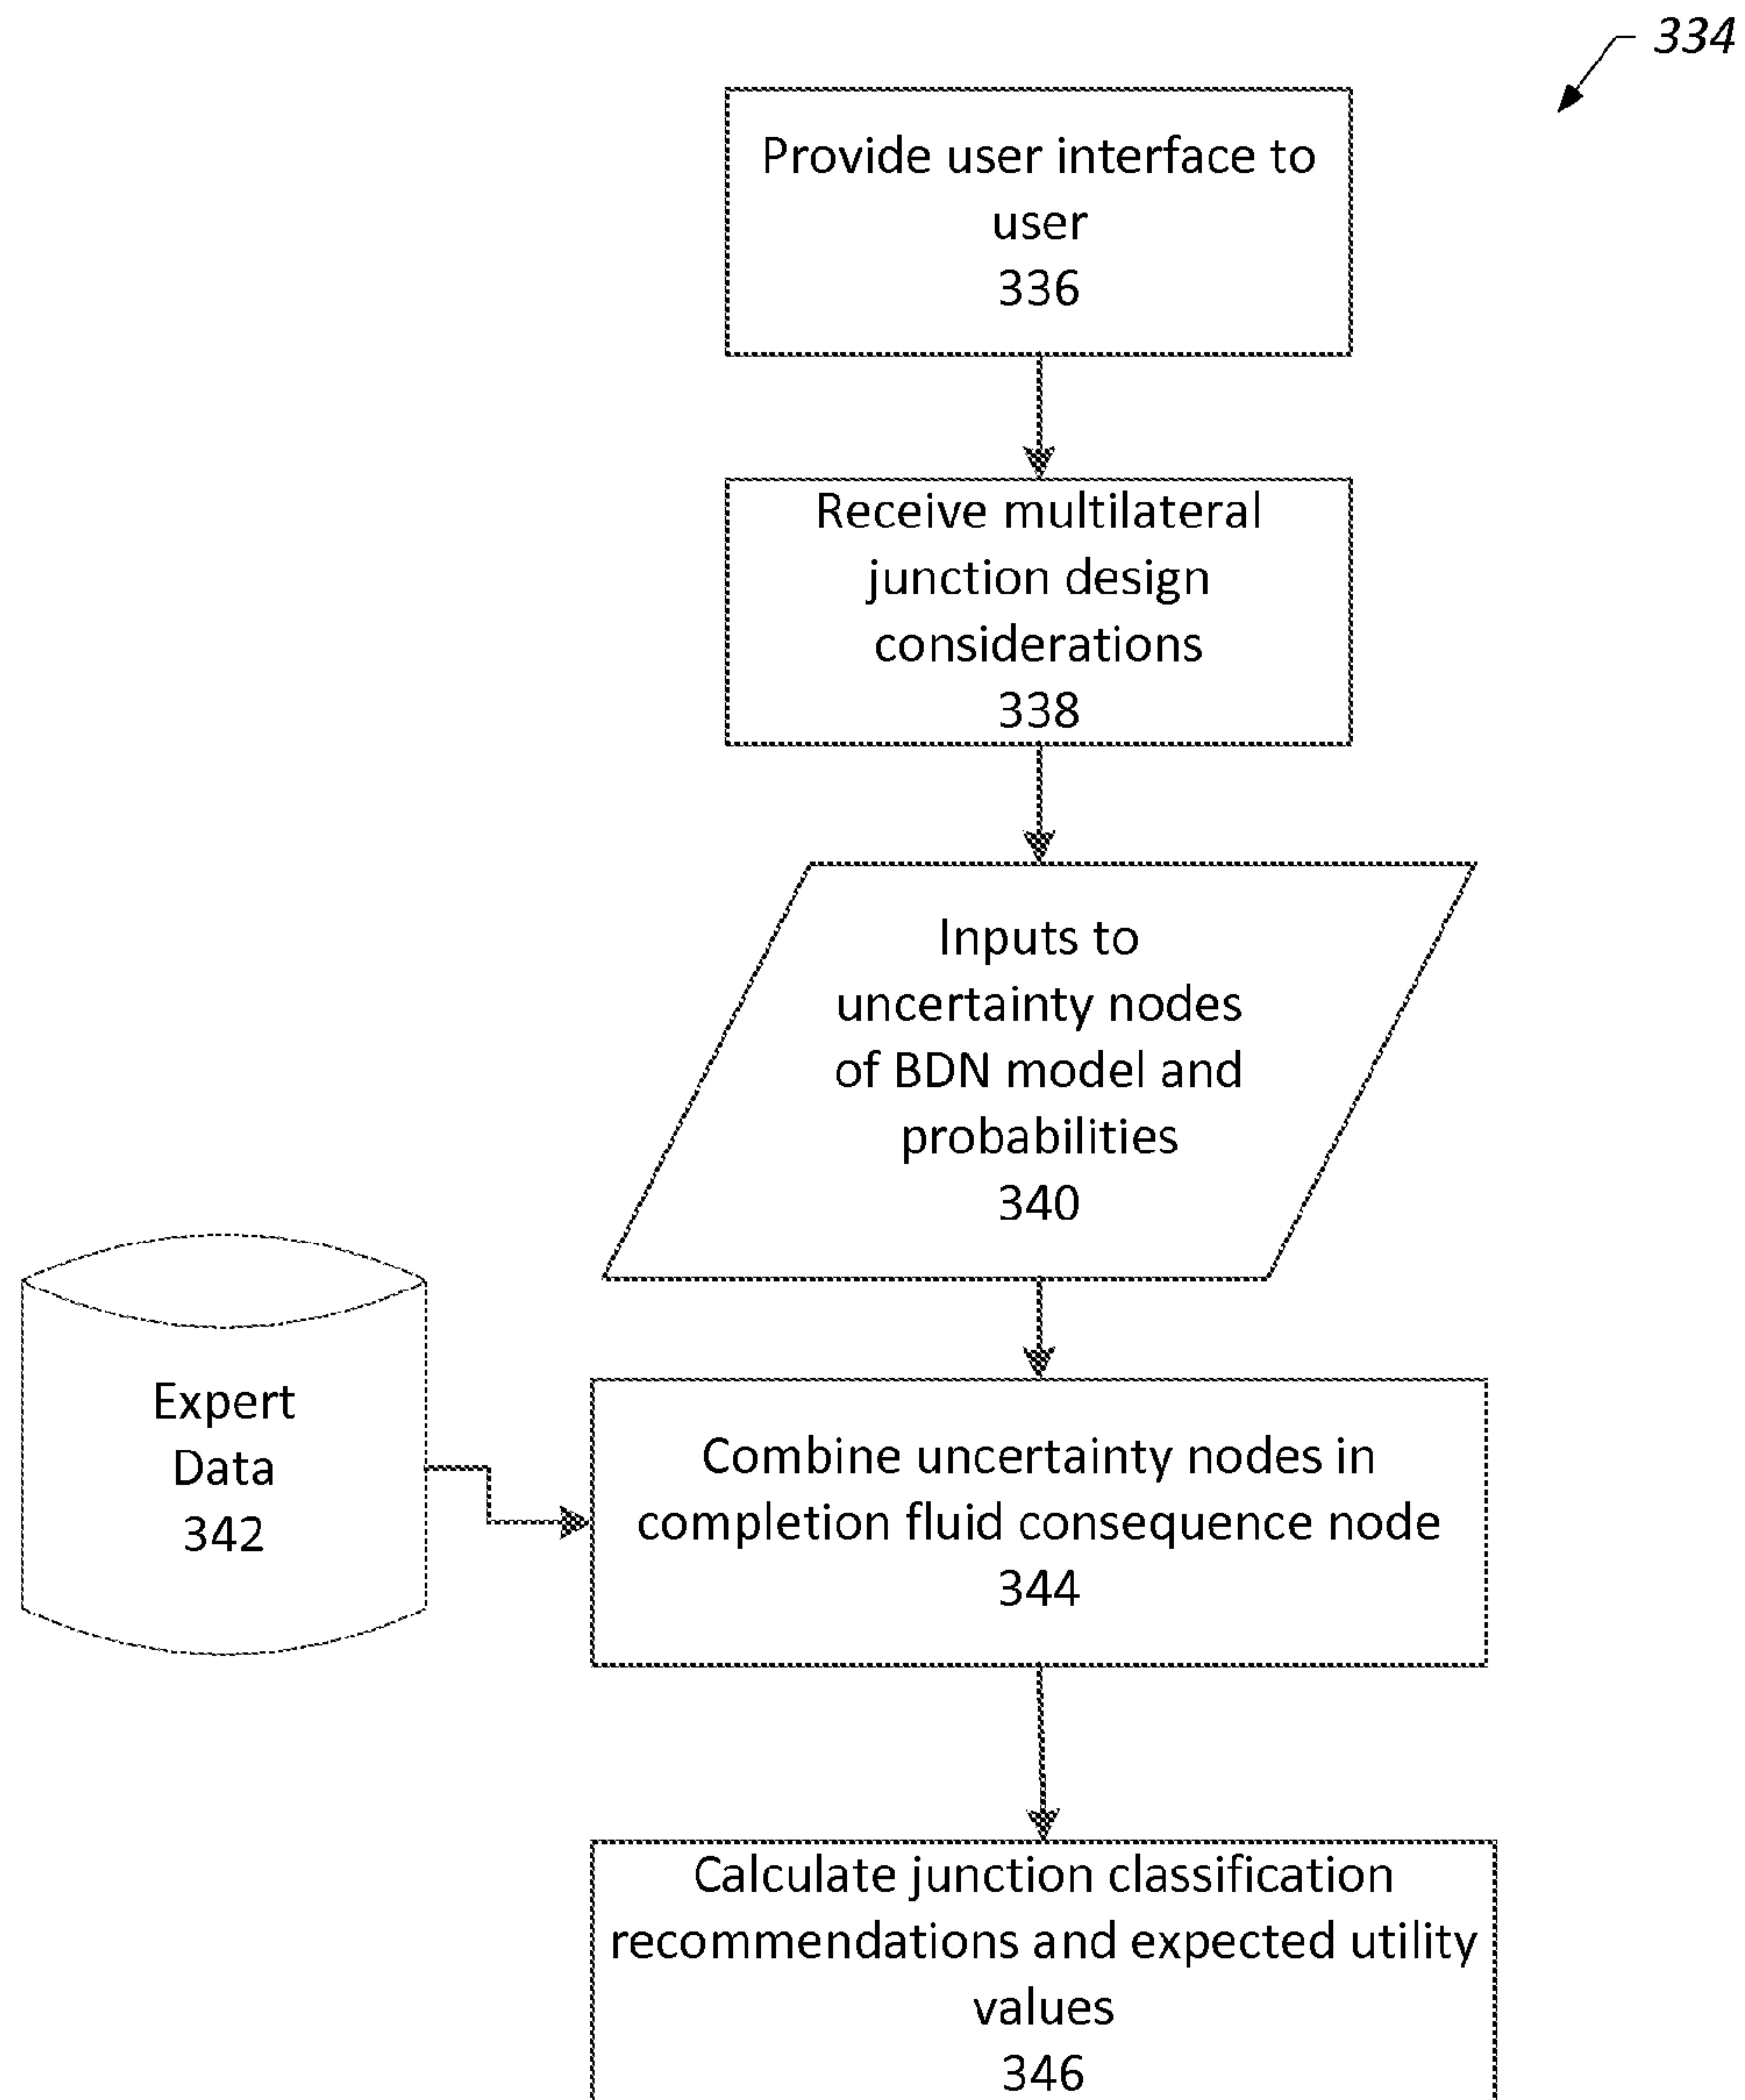 334
Provide user interface to
user
336
Receive multilateral
junction design
considerations
338
Inputs to
uncertainty nodes
of BDN model and
probabilities
340
Expert
Data
342
Combine uncertainty nodes in
completion fluid consequence node
344
Calculate junction classification
recommendations and expected utility
values
346